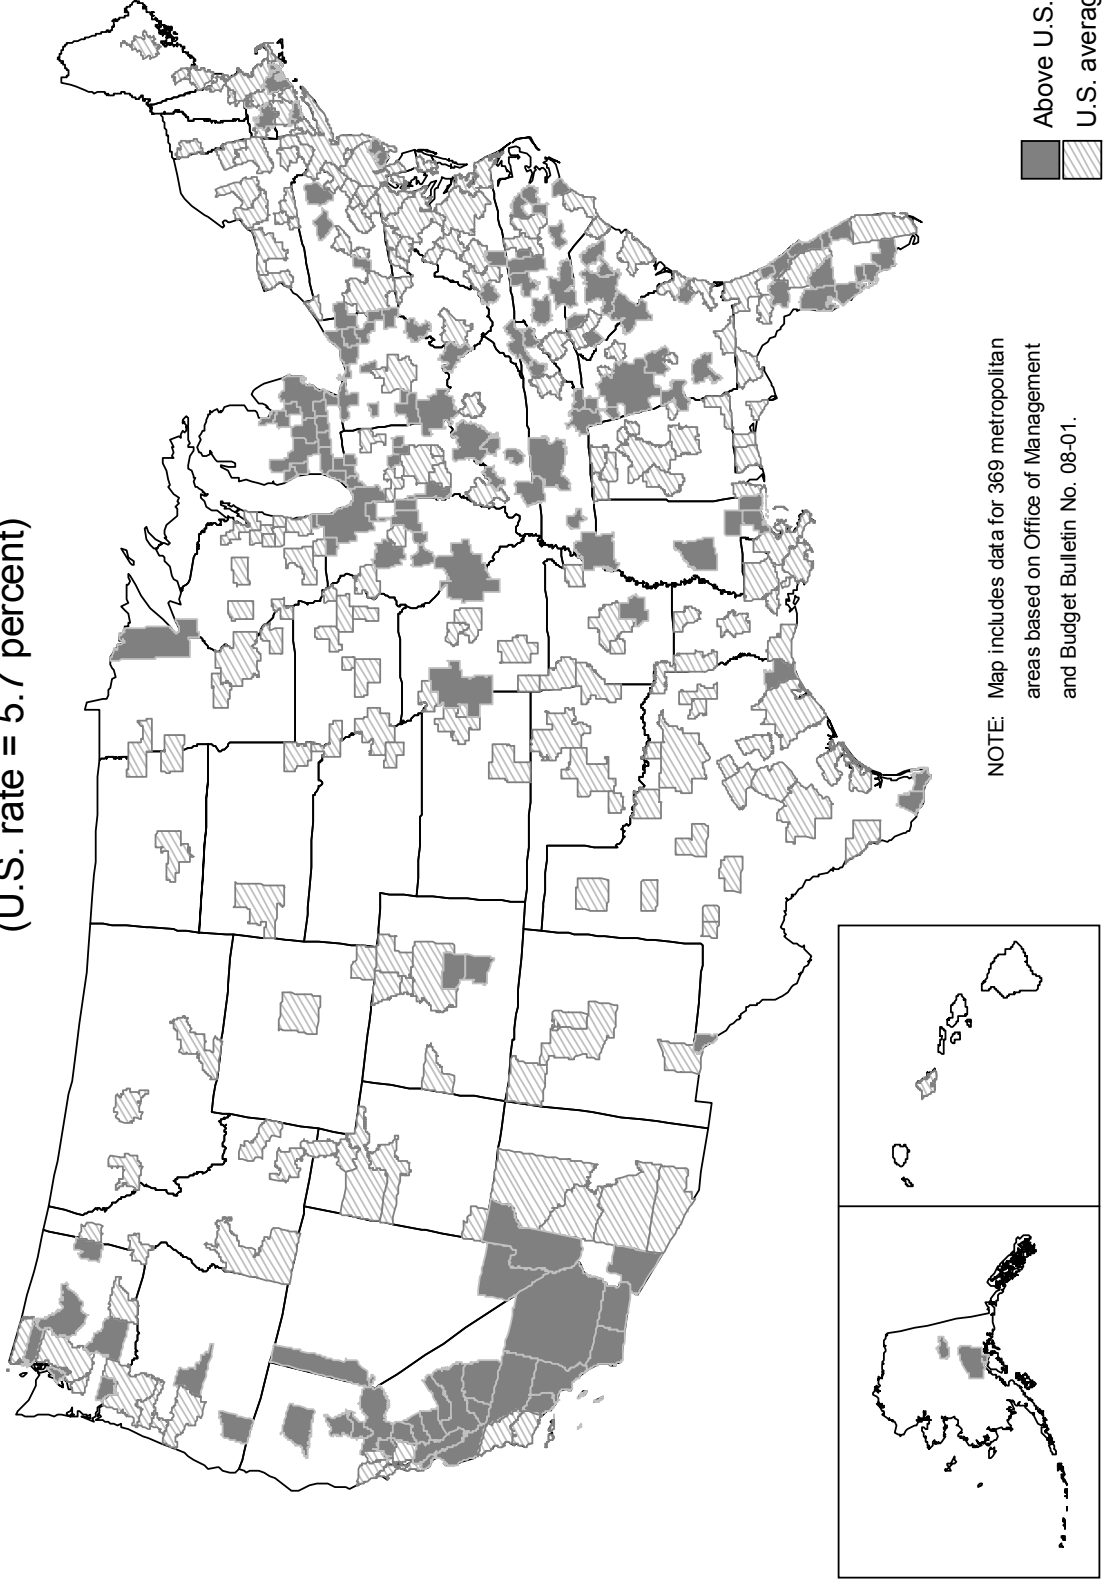 (U.S. rate = 5.7 percent)
NOTE: Map includes data for 369 metropolitan
areas based on Office of Management
and Budget Bulletin No. 08-01.
Above U.S.
U.S. averag